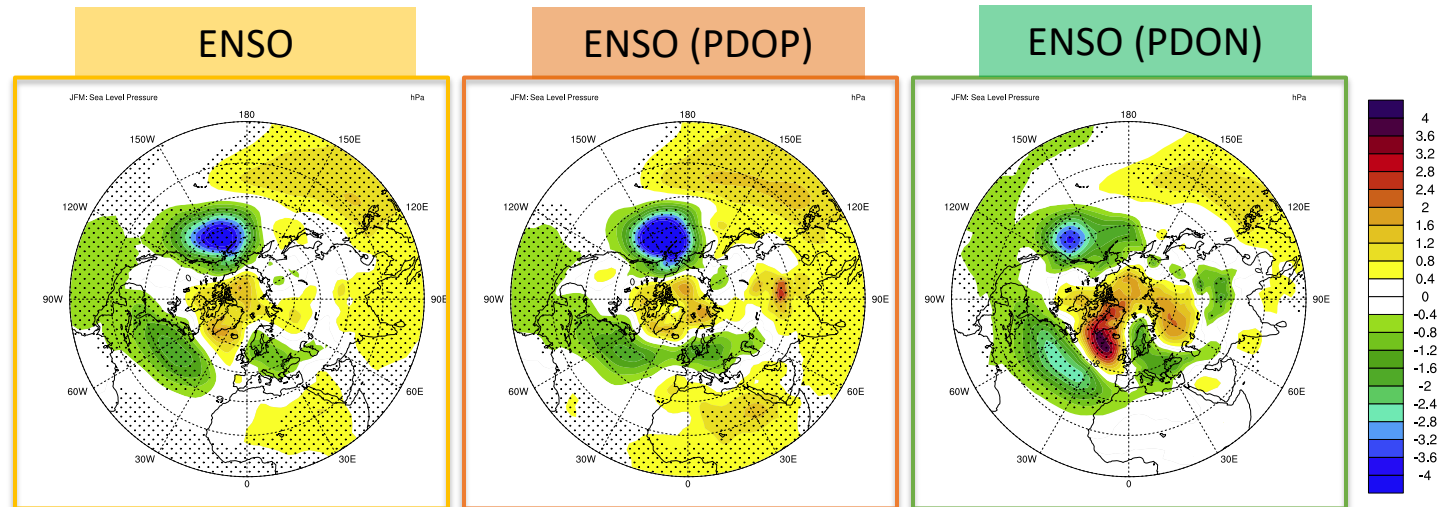 ENSO
ENSO (PDOP)
ENSO (PDON)
JFM: Sea Level Pressure hPa
180
150W 150E
120W 120E
90W 90E
60W 60E
30W 30E
0
JFM: Sea Level Pressure hPa
180
150W 150E
120W 120E
90W 90E
60W 60E
30W 30E
0
JFM: Sea Level Pressure hPa
180
150W 150E
120W 120E
90W 90E
60W 60E
30W 30E
0
4
3.6
3.2
2.8
2.4
2
1.6
1.2
0.8
0.4
0
-0.4
-0.8
-1.2
-1.6
-2
-2.4
-2.8
-3.2
-3.6
-4